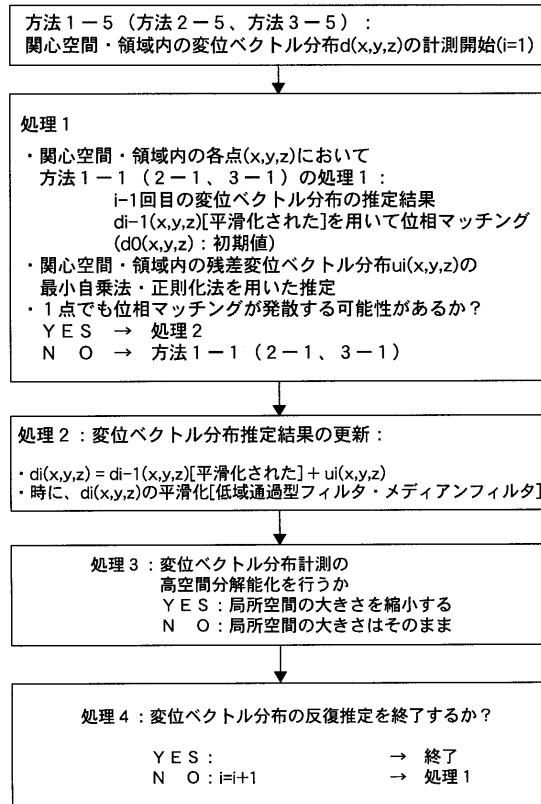 方法１－５（方法２－５、方法３－５）：
関心空間・領域内の変位ベクトル分布d(x,y,z)の計測開始(i=1)
処理１
・関心空間・領域内の各点(x,y,z)において
方法１－１（２－１、３－１）の処理１：
i-1回目の変位ベクトル分布の推定結果
di-1(x,y,z)[平滑化された]を用いて位相マッチング
(d0(x,y,z)：初期値)
・関心空間・領域内の残差変位ベクトル分布ui(x,y,z)の
最小自乗法・正則化法を用いた推定
・１点でも位相マッチングが発散する可能性があるか？
ＹＥＳ → 処理２
Ｎ Ｏ → 方法１－１（２－１、３－１）
処理２：変位ベクトル分布推定結果の更新：
・di(x,y,z) = di-1(x,y,z)[平滑化された] + ui(x,y,z)
・時に、di(x,y,z)の平滑化[低域通過型フィルタ・メディアンフィルタ]
処理３：変位ベクトル分布計測の
高空間分解能化を行うか
ＹＥＳ：局所空間の大きさを縮小する
Ｎ Ｏ：局所空間の大きさはそのまま
処理４：変位ベクトル分布の反復推定を終了するか？
ＹＥＳ： → 終了
Ｎ Ｏ：i=i+1 → 処理１